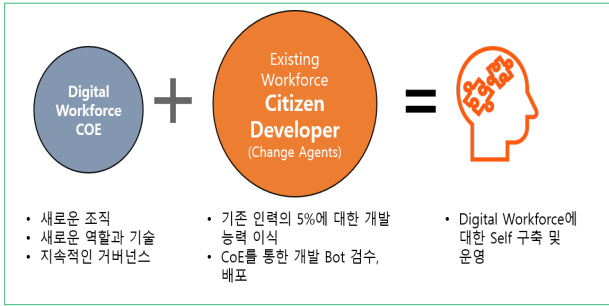 Digital
Workforce
COE
+
Existing
Workforce
Citizen
Developer
(Change Agents)
=
• 새로운 조직
• 새로운 역할과 기술
• 지속적인 거버넌스
• 기존 인력의 5%에 대한 개발
능력 이식
• CoE를 통한 개발 Bot 검수,
배포
• Digital Workforce에
대한 Self 구축 및
운영